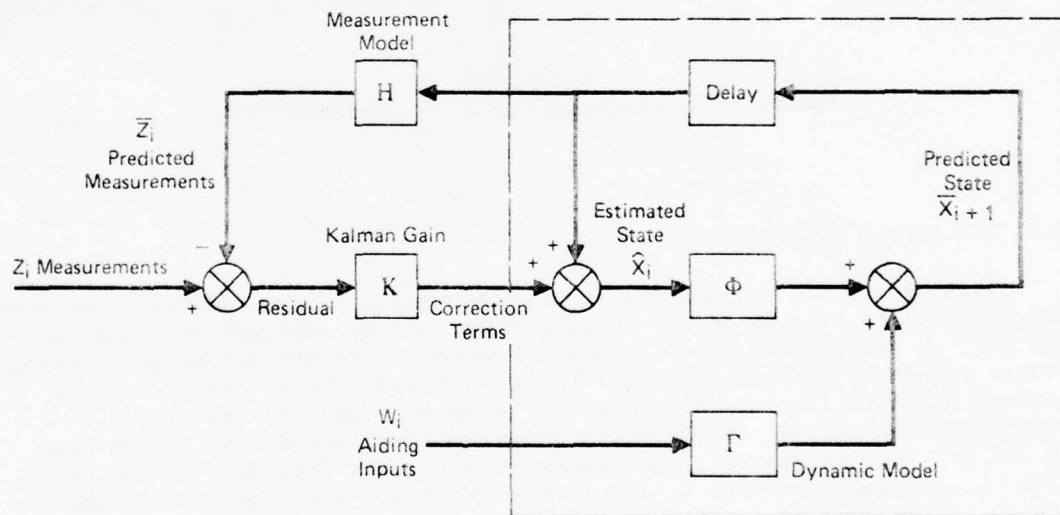 Measurement
Model
H
Delay
Z̅i
Predicted
Measurements
Predicted
State
X̅i + 1
Estimated
State
X̂i
Kalman Gain
Zi Measurements
−
+
Residual
K
Correction
Terms
+
+
Φ
+
+
Wi
Aiding
Inputs
Γ
Dynamic Model